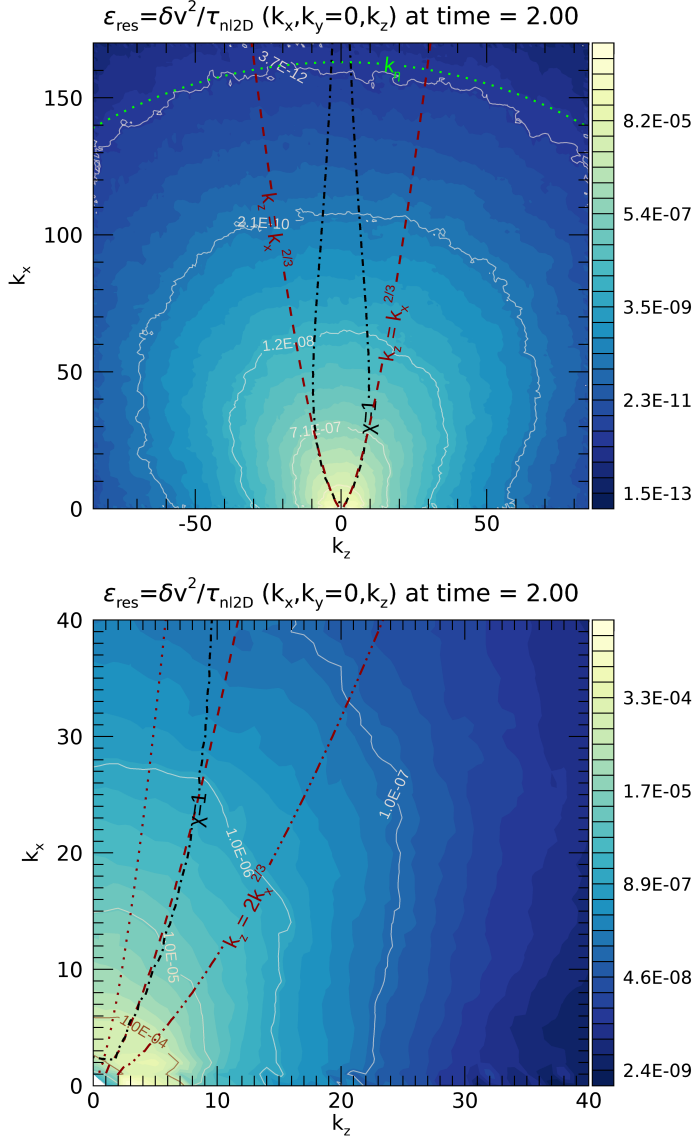 ε_res=δv²/τ_nl2D (k_x,k_y=0,k_z) at time = 2.00
150
100
50
0
k_x
-50
0
50
k_z
3.7E-12
k_η
2.1E-10
k_z = k_x^2/3
k_z = k_x^2/3
1.2E-08
7.1E-07
χ=1
8.2E-05
5.4E-07
3.5E-09
2.3E-11
1.5E-13
ε_res=δv²/τ_nl2D (k_x,k_y=0,k_z) at time = 2.00
40
30
20
10
0
k_x
0
10
20
30
40
k_z
1.0E-07
χ=1
1.0E-06
k_z = 2k_x^2/3
1.0E-05
1.0E-04
3.3E-04
1.7E-05
8.9E-07
4.6E-08
2.4E-09